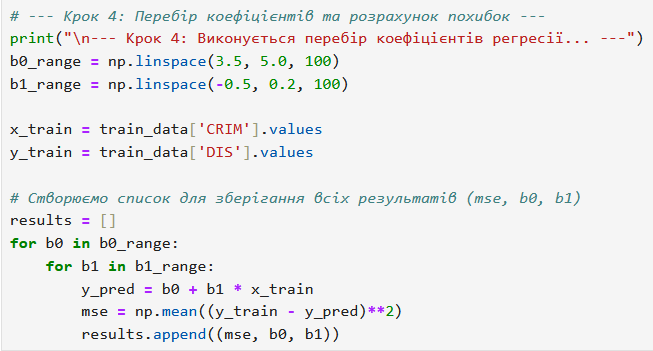 # --- Крок 4: Перебір коефіцієнтів та розрахунок похибок ---
print("\n--- Крок 4: Виконується перебір коефіцієнтів регресії... ---")
b0_range = np.linspace(3.5, 5.0, 100)
b1_range = np.linspace(-0.5, 0.2, 100)
x_train = train_data['CRIM'].values
y_train = train_data['DIS'].values
# Створюємо список для зберігання всіх результатів (mse, b0, b1)
results = []
for b0 in b0_range:
    for b1 in b1_range:
        y_pred = b0 + b1 * x_train
        mse = np.mean((y_train - y_pred)**2)
        results.append((mse, b0, b1))